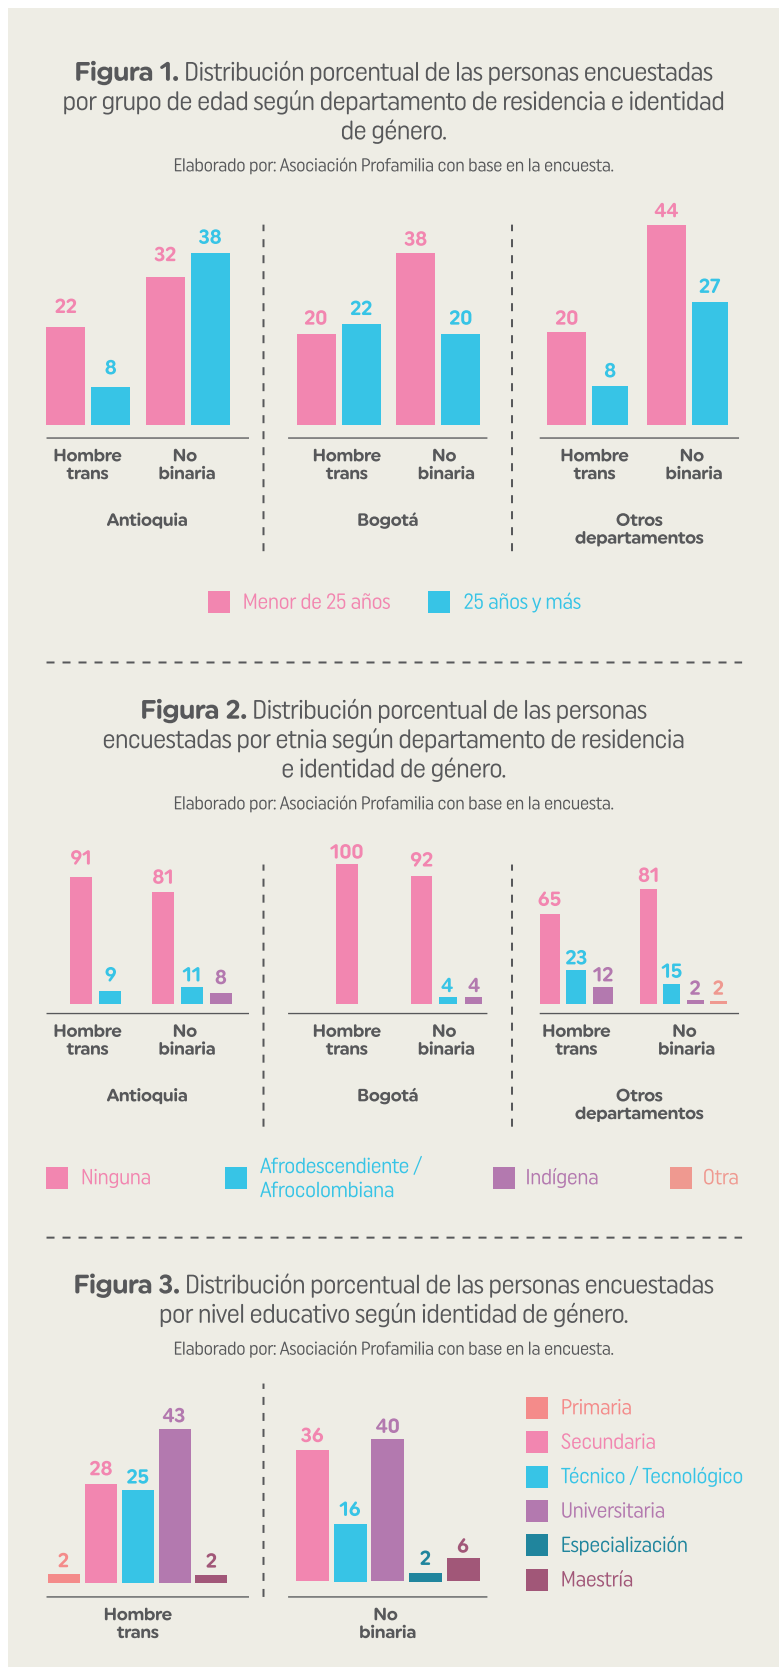 Figura 1. Distribución porcentual de las personas encuestadas
por grupo de edad según departamento de residencia e identidad
de género.
Elaborado por: Asociación Profamilia con base en la encuesta.
22
8
32
38
20
22
38
20
20
8
44
27
Hombre
trans
No
binaria
Hombre
trans
No
binaria
Hombre
trans
No
binaria
Antioquia
Bogotá
Otros
departamentos
Menor de 25 años
25 años y más
Figura 2. Distribución porcentual de las personas
encuestadas por etnia según departamento de residencia
e identidad de género.
Elaborado por: Asociación Profamilia con base en la encuesta.
91
9
81
11
8
100
92
4
4
65
23
12
81
15
2
2
Hombre
trans
No
binaria
Hombre
trans
No
binaria
Hombre
trans
No
binaria
Antioquia
Bogotá
Otros
departamentos
Ninguna
Afrodescendiente /
Afrocolombiana
Indígena
Otra
Figura 3. Distribución porcentual de las personas encuestadas
por nivel educativo según identidad de género.
Elaborado por: Asociación Profamilia con base en la encuesta.
2
28
25
43
2
36
16
40
2
6
Hombre
trans
No
binaria
Primaria
Secundaria
Técnico / Tecnológico
Universitaria
Especialización
Maestría